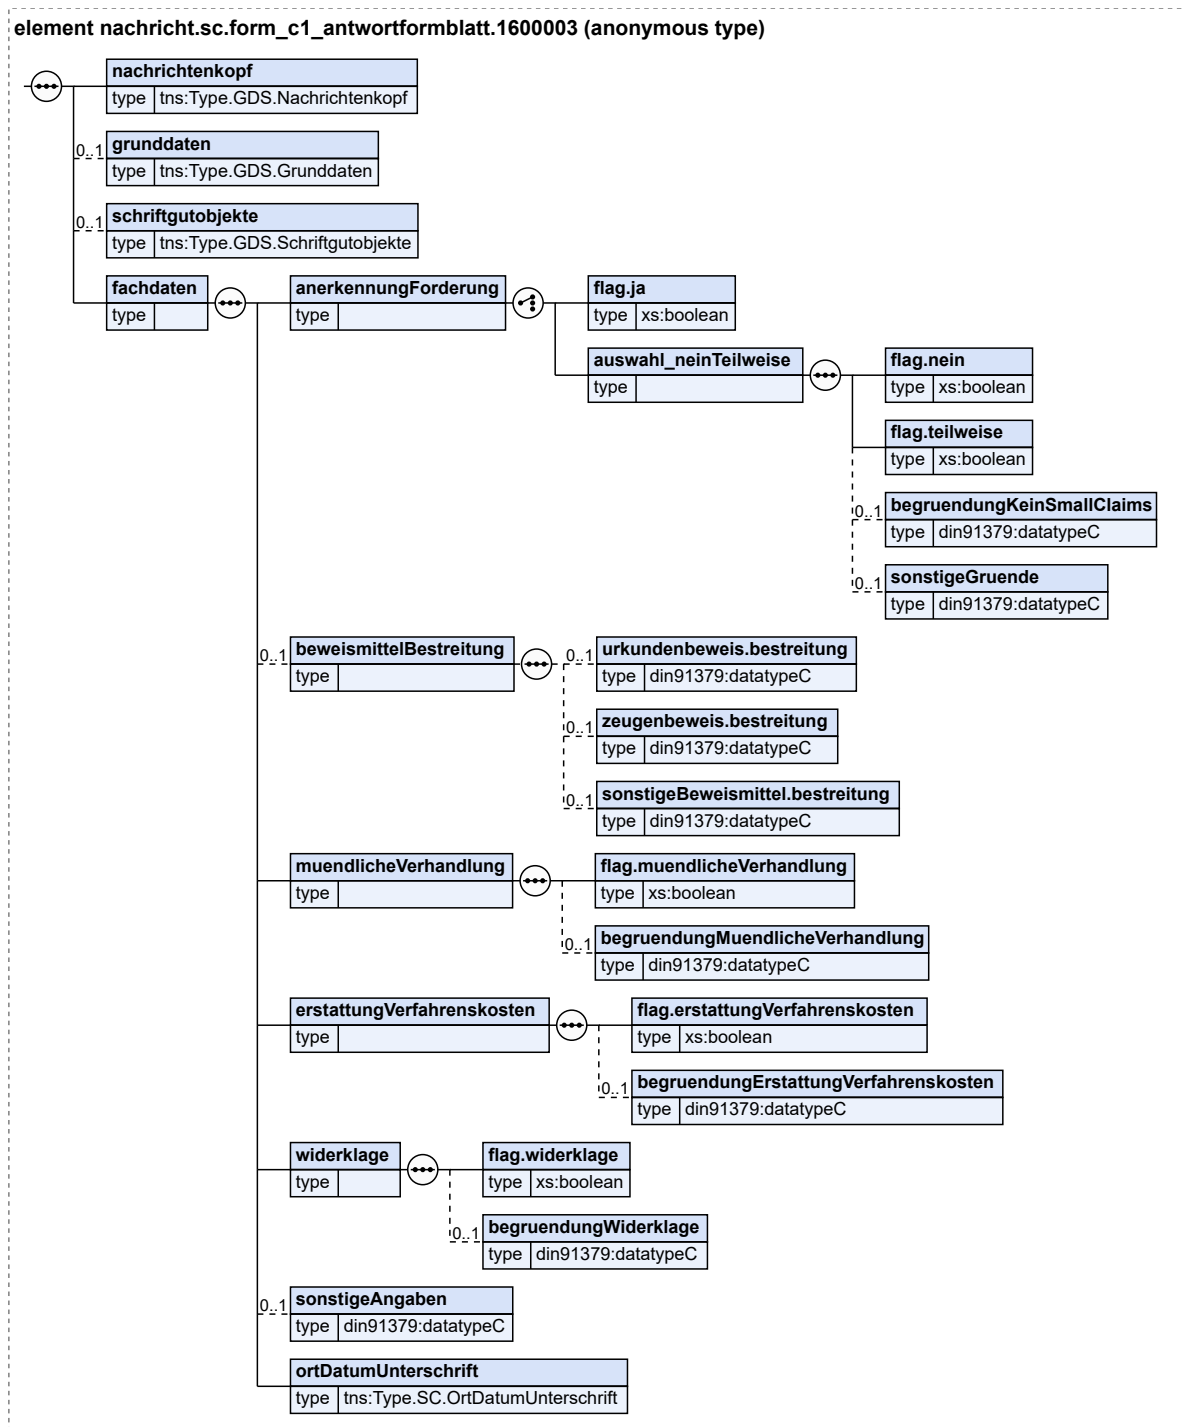 element nachricht.sc.form_c1_antwortformblatt.1600003 (anonymous type)
nachrichtenkopf
type tns:Type.GDS.Nachrichtenkopf
0..1 grunddaten
type tns:Type.GDS.Grunddaten
0..1 schriftgutobjekte
type tns:Type.GDS.Schriftgutobjekte
fachdaten
type
anerkennungForderung
type
flag.ja
type xs:boolean
auswahl_neinTeilweise
type
flag.nein
type xs:boolean
flag.teilweise
type xs:boolean
0..1 begruendungKeinSmallClaims
type din91379:datatypeC
0..1 sonstigeGruende
type din91379:datatypeC
0..1 beweismittelBestreitung
type
0..1 urkundenbeweis.bestreitung
type din91379:datatypeC
0..1 zeugenbeweis.bestreitung
type din91379:datatypeC
0..1 sonstigeBeweismittel.bestreitung
type din91379:datatypeC
muendlicheVerhandlung
type
flag.muendlicheVerhandlung
type xs:boolean
0..1 begruendungMuendlicheVerhandlung
type din91379:datatypeC
erstattungVerfahrenskosten
type
flag.erstattungVerfahrenskosten
type xs:boolean
0..1 begruendungErstattungVerfahrenskosten
type din91379:datatypeC
widerklage
type
flag.widerklage
type xs:boolean
0..1 begruendungWiderklage
type din91379:datatypeC
0..1 sonstigeAngaben
type din91379:datatypeC
ortDatumUnterschrift
type tns:Type.SC.OrtDatumUnterschrift